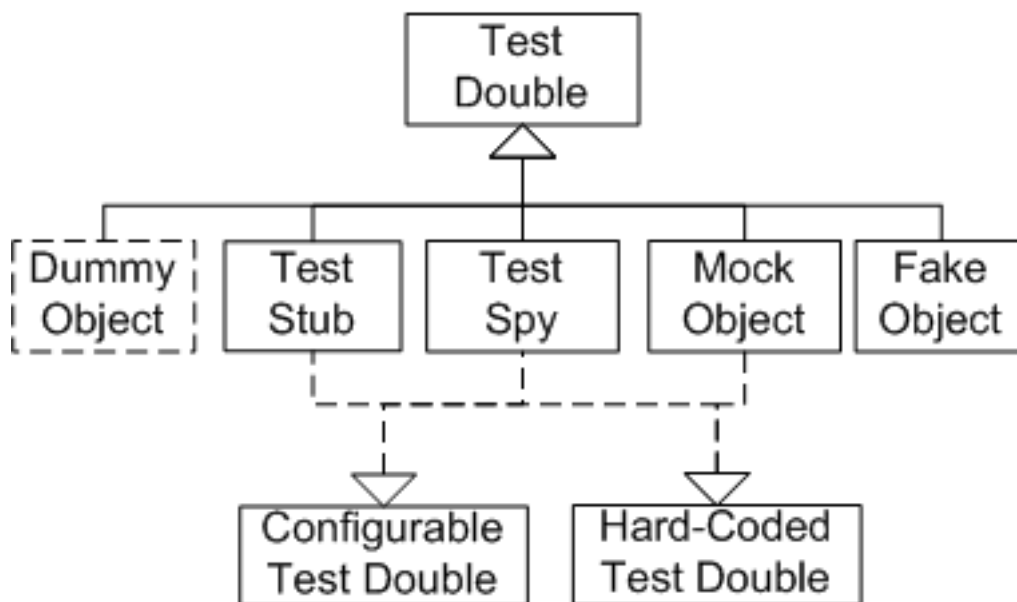 Test
Double
Dummy
Object
Test
Stub
Test
Spy
Mock
Object
Fake
Object
Configurable
Test Double
Hard-Coded
Test Double